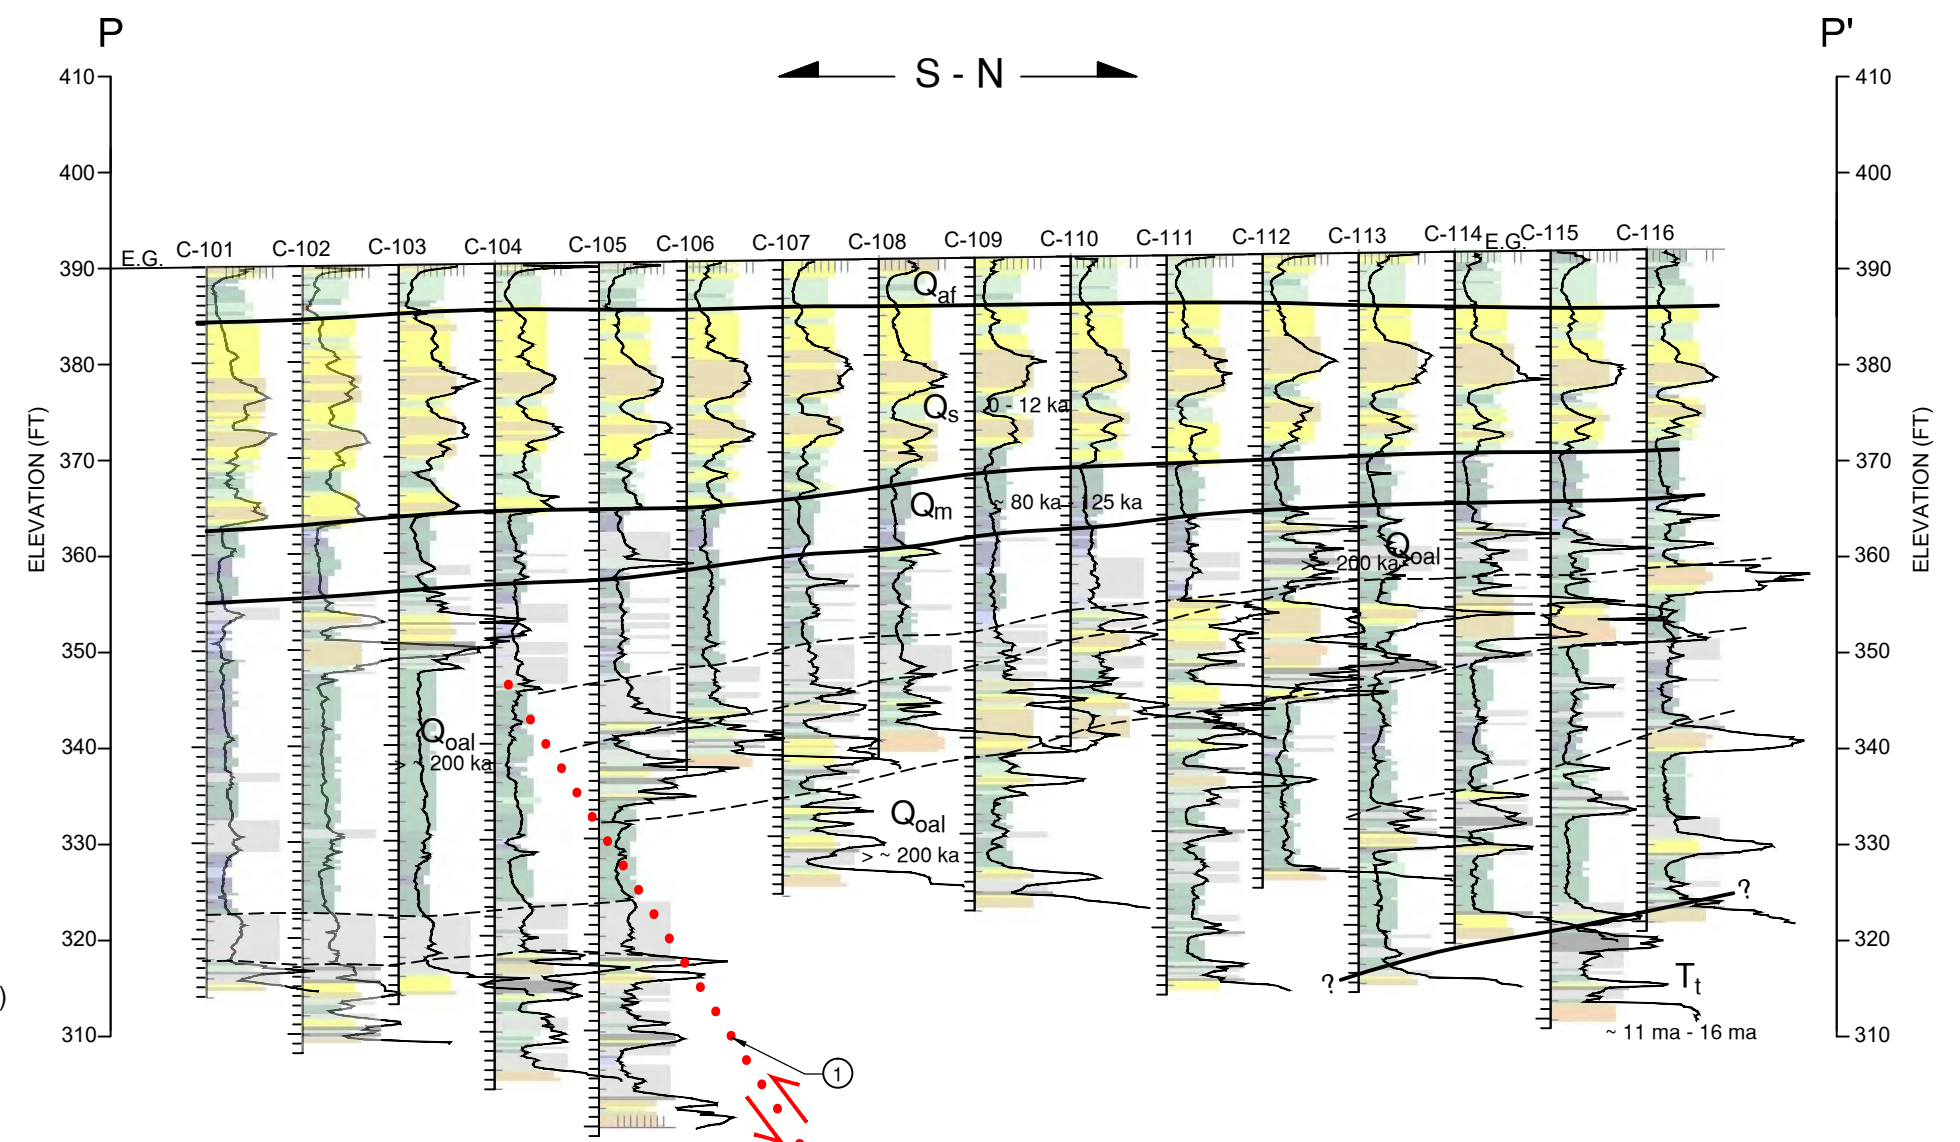 P
P'
S - N
410
410
400
400
E.G.
C-101
C-102
C-103
C-104
C-105
C-106
C-107
C-108
C-109
C-110
C-111
C-112
C-113
C-114
E.G.
C-115
C-116
390
390
Qaf
380
380
Qs
0 - 12 ka
370
370
Qm
~ 80 ka - 125 ka
ELEVATION (FT)
ELEVATION (FT)
360
360
Qoal
> ~ 200 ka
350
350
Qoal
> ~ 200 ka
340
340
Qoal
> ~ 200 ka
330
330
?
320
320
?
Tt
~ 11 ma - 16 ma
)
310
310
1